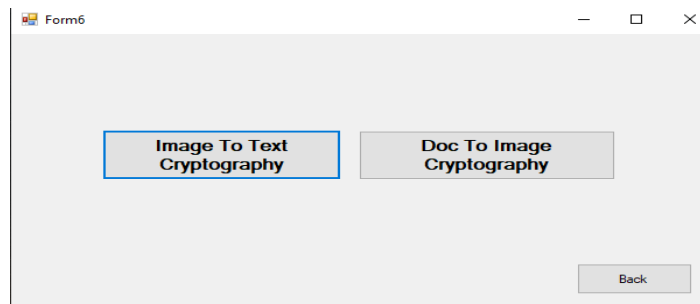 Form6
Image To Text
Cryptography
Doc To Image
Cryptography
Back